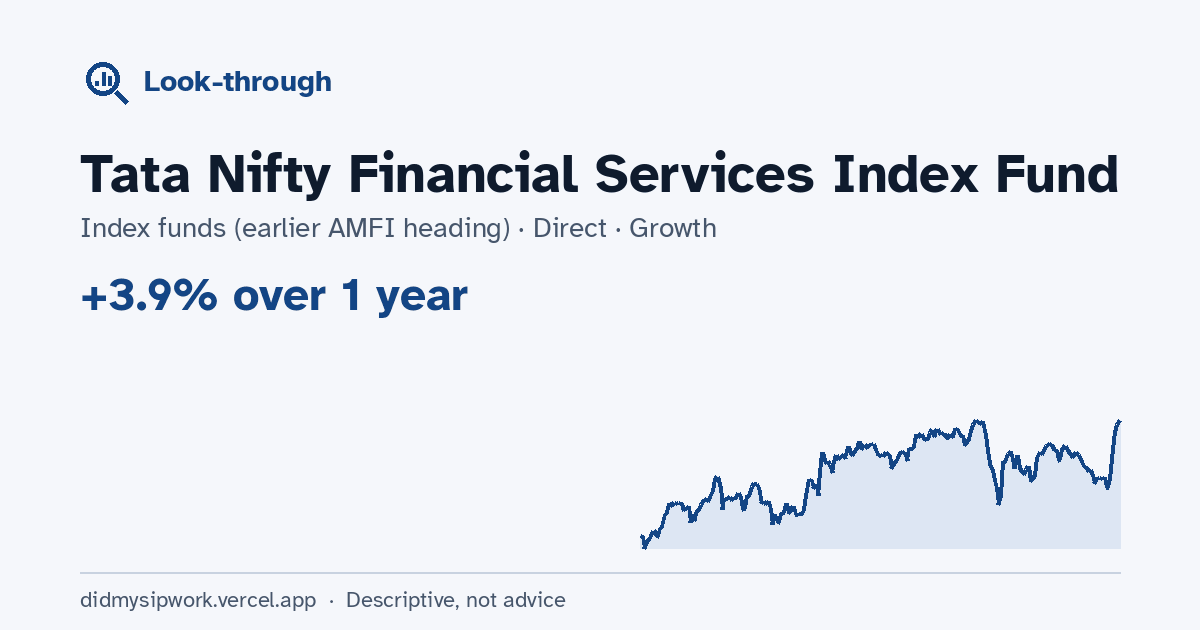 Look-through
Tata Nifty Financial Services Index Fund
Index funds (earlier AMFI heading) · Direct · Growth
+3.9% over 1 year
didmysipwork.vercel.app · Descriptive, not advice